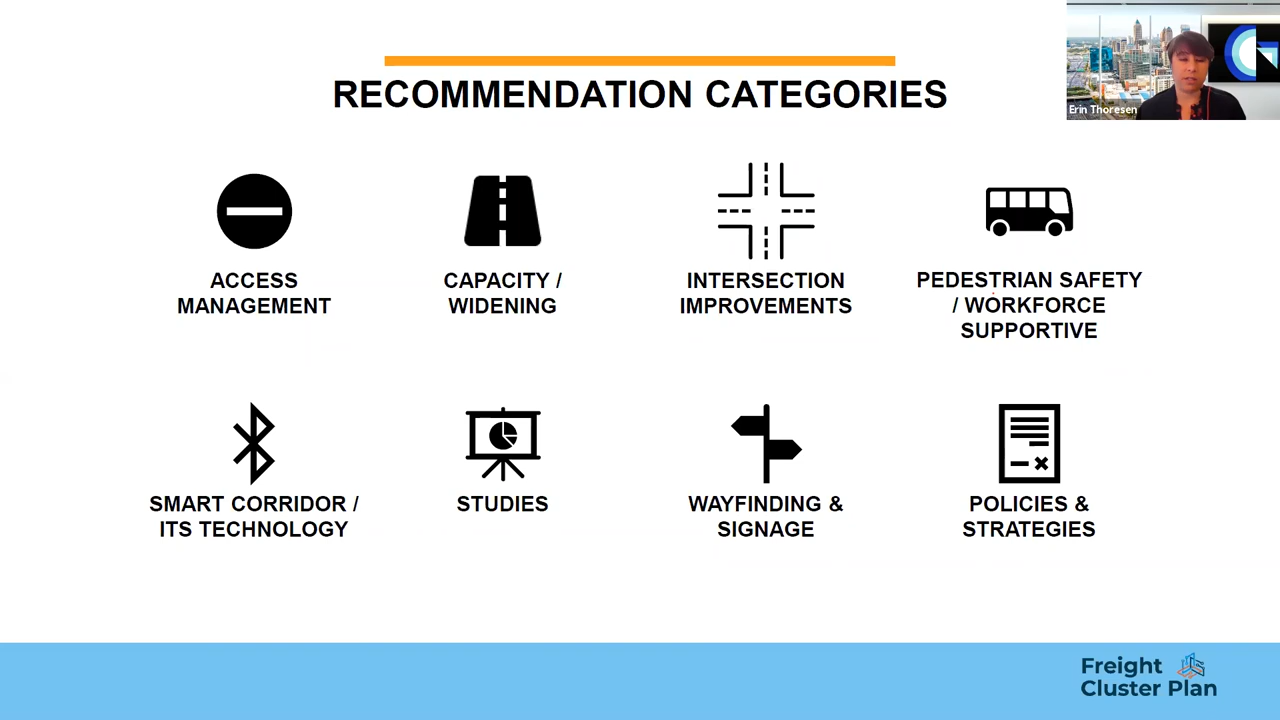 RECOMMENDATION CATEGORIES
Erin Thoresen
ACCESS
MANAGEMENT
CAPACITY /
WIDENING
INTERSECTION
IMPROVEMENTS
PEDESTRIAN SAFETY
/ WORKFORCE
SUPPORTIVE
SMART CORRIDOR /
ITS TECHNOLOGY
STUDIES
WAYFINDING &
SIGNAGE
POLICIES &
STRATEGIES
Freight
Cluster Plan